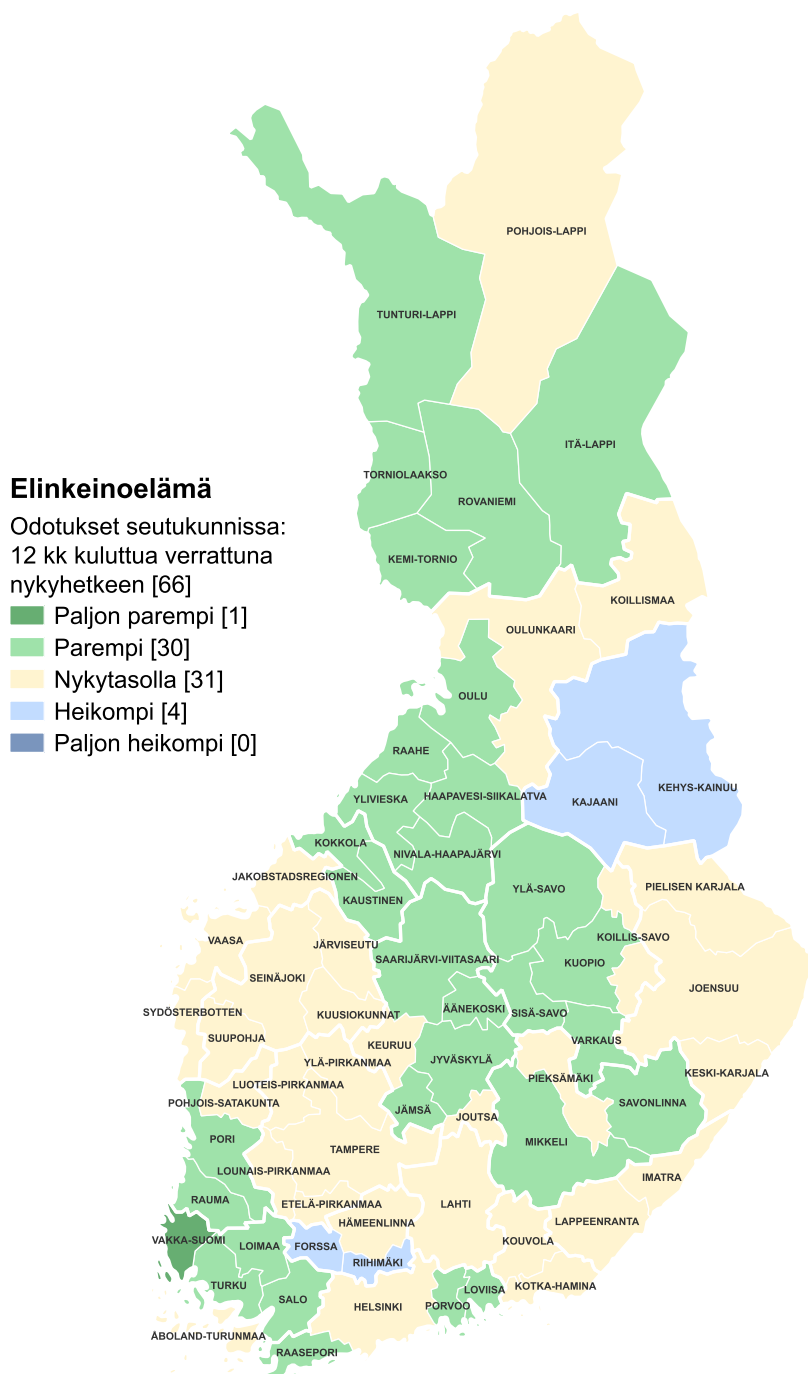 POHJOIS-LAPPI
TUNTURI-LAPPI
ITÄ-LAPPI
TORNIOLAAKSO
ROVANIEMI
Elinkeinoelämä
Odotukset seutukunnissa:
12 kk kuluttua verrattuna
nykyhetkeen [66]
Paljon parempi [1]
Parempi [30]
Nykytasolla [31]
Heikompi [4]
Paljon heikompi [0]
KEMI-TORNIO
KOILLISMAA
OULUNKAARI
OULU
RAAHE
KEHYS-KAINUU
HAAPAVESI-SIIKALATVA
YLIVIESKA
KAJAANI
KOKKOLA
NIVALA-HAAPAJÄRVI
JAKOBSTADSREGIONEN
PIELISEN KARJALA
YLÄ-SAVO
KAUSTINEN
KOILLIS-SAVO
VAASA
JÄRVISEUTU
SAARIJÄRVI-VIITASAARI
KUOPIO
SEINÄJOKI
JOENSUU
SYDÖSTERBOTTEN
KUUSIOKUNNAT
ÄÄNEKOSKI
SISÄ-SAVO
SUUPOHJA
KEURUU
VARKAUS
YLÄ-PIRKANMAA
JYVÄSKYLÄ
KESKI-KARJALA
LUOTEIS-PIRKANMAA
PIEKSÄMÄKI
POHJOIS-SATAKUNTA
SAVONLINNA
JÄMSÄ
JOUTSA
PORI
MIKKELI
TAMPERE
LOUNAIS-PIRKANMAA
IMATRA
RAUMA
ETELÄ-PIRKANMAA
LAHTI
HÄMEENLINNA
LAPPEENRANTA
VAKKA-SUOMI
LOIMAA
FORSSA
KOUVOLA
RIIHIMÄKI
TURKU
KOTKA-HAMINA
LOVIISA
SALO
HELSINKI
PORVOO
ÅBOLAND-TURUNMAA
RAASEPORI